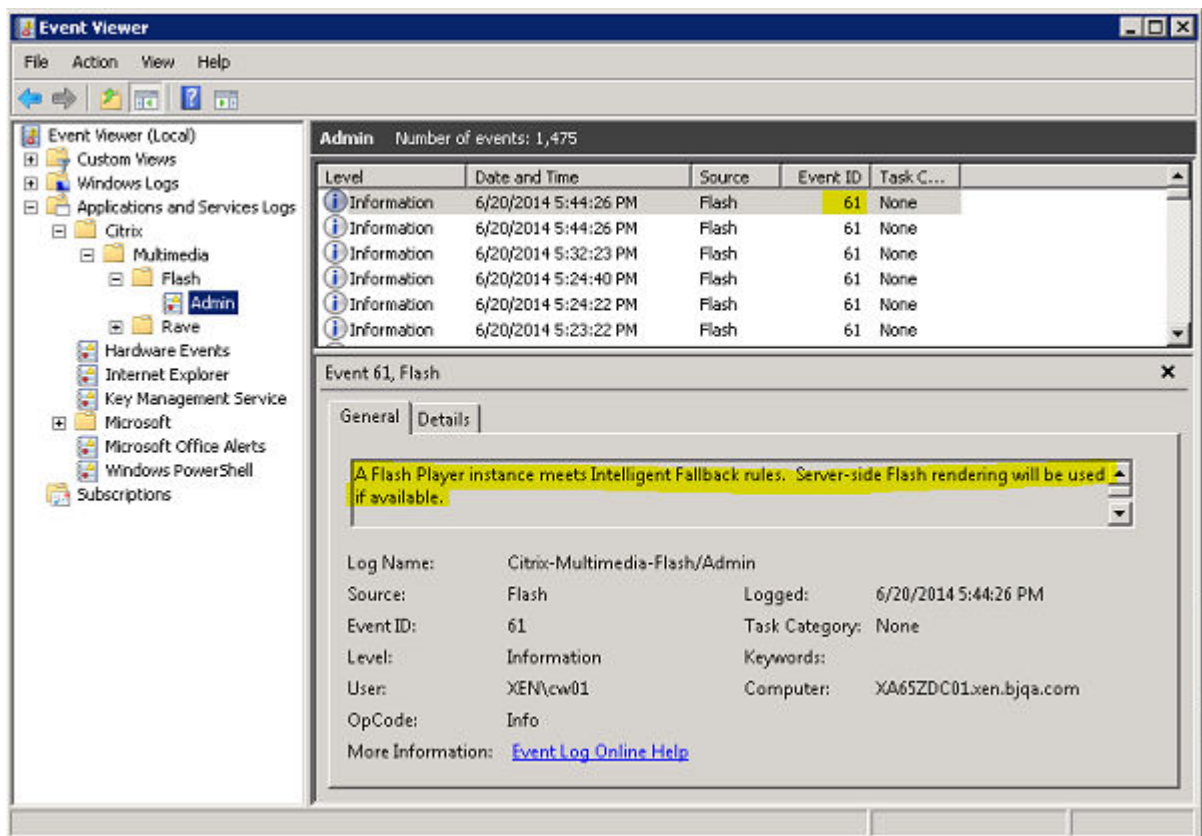 Event Viewer
File Action View Help
Event Viewer (Local)
Custom Views
Windows Logs
Applications and Services Logs
Citrix
Multimedia
Flash
Admin
Rave
Hardware Events
Internet Explorer
Key Management Service
Microsoft
Microsoft Office Alerts
Windows PowerShell
Subscriptions
Admin Number of events: 1,475
Level Date and Time Source Event ID Task C...
Information 6/20/2014 5:44:26 PM Flash 61 None
Information 6/20/2014 5:44:26 PM Flash 61 None
Information 6/20/2014 5:32:23 PM Flash 61 None
Information 6/20/2014 5:24:40 PM Flash 61 None
Information 6/20/2014 5:24:22 PM Flash 61 None
Information 6/20/2014 5:23:22 PM Flash 61 None
Event 61, Flash
General Details
A Flash Player instance meets Intelligent Fallback rules. Server-side Flash rendering will be used
if available.
Log Name: Citrix-Multimedia-Flash/Admin
Source: Flash Logged: 6/20/2014 5:44:26 PM
Event ID: 61 Task Category: None
Level: Information Keywords:
User: XEN\cw01 Computer: XA65ZDC01.xen.bjqa.com
OpCode: Info
More Information: Event Log Online Help